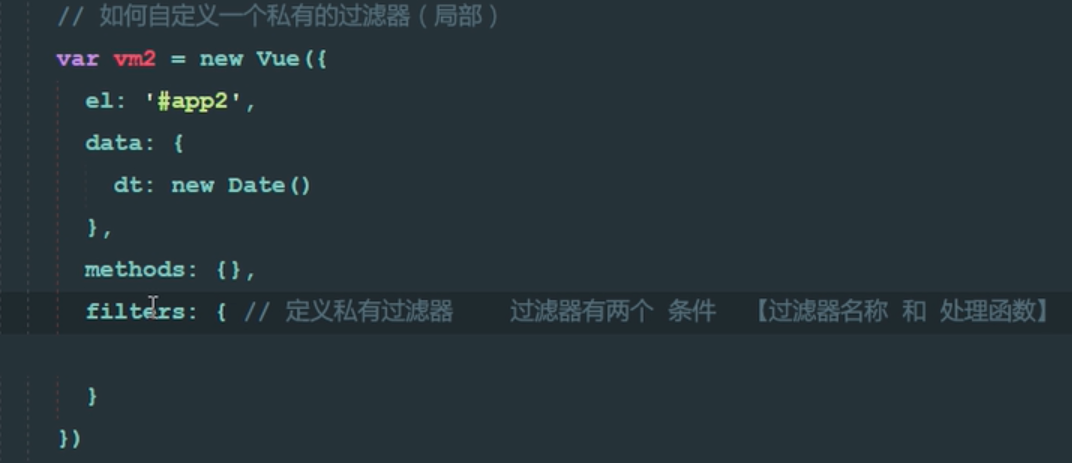 // 如何自定义一个私有的过滤器（局部）
var vm2 = new Vue({
el: '#app2',
data: {
dt: new Date()
},
methods: {},
filters: { // 定义私有过滤器 过滤器有两个 条件 【过滤器名称 和 处理函数】
}
})